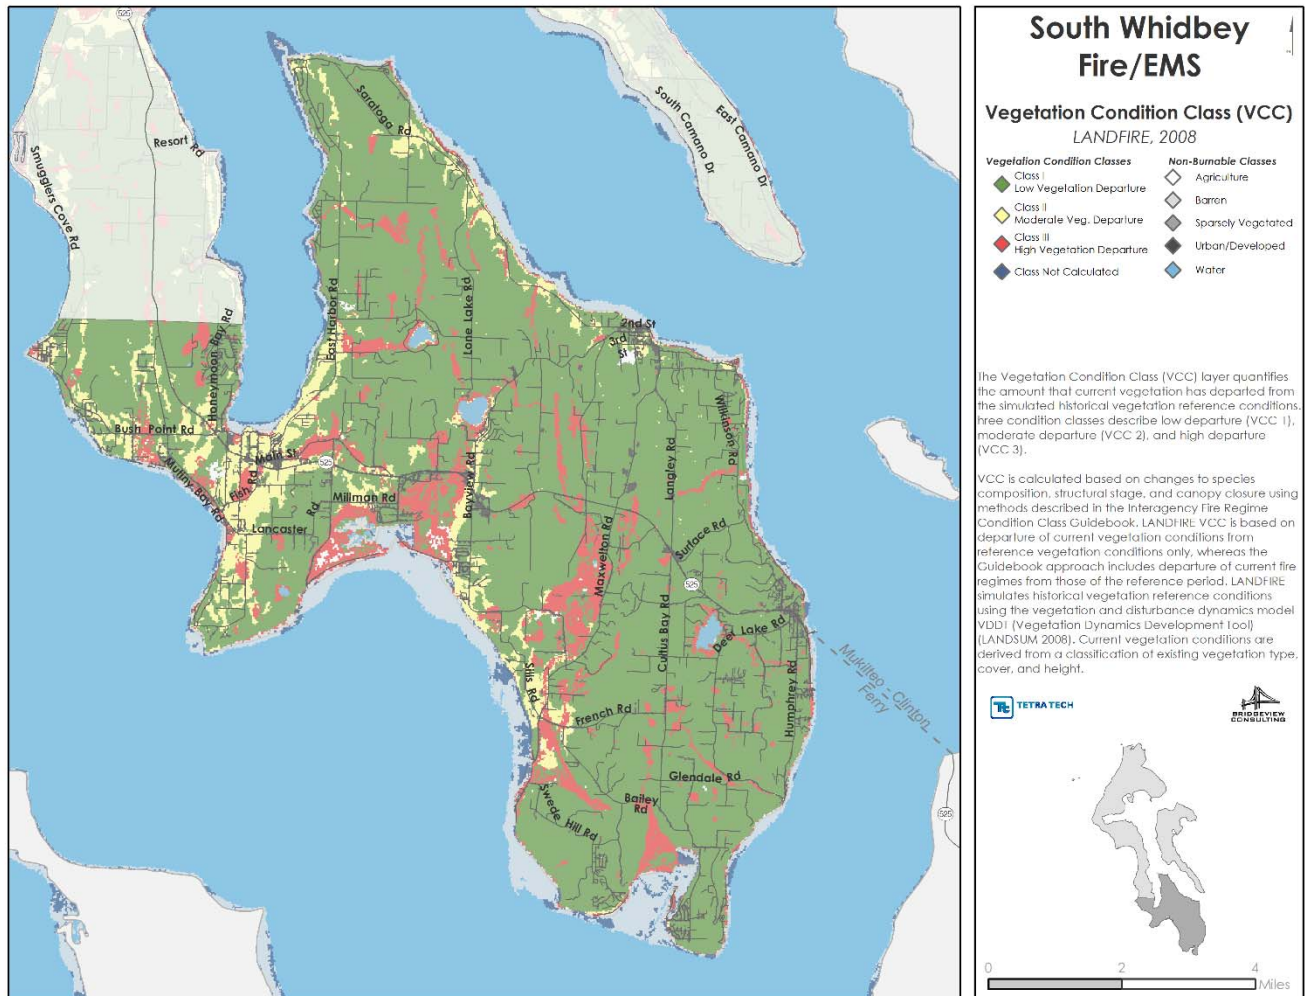 South Whidbey
Fire/EMS
Vegetation Condition Class (VCC)
LANDFIRE, 2008
Vegetation Condition Classes
Class I
Low Vegetation Departure
Class II
Moderate Veg. Departure
Class III
High Vegetation Departure
Class Not Calculated
Non-Burnable Classes
Agriculture
Barren
Sparsely Vegetated
Urban/Developed
Water
The Vegetation Condition Class (VCC) layer quantifies
the amount that current vegetation has departed from
the simulated historical vegetation reference conditions.
hree condition classes describe low departure (VCC 1),
moderate departure (VCC 2), and high departure
(VCC 3).
VCC is calculated based on changes to species
composition, structural stage, and canopy closure using
methods described in the Interagency Fire Regime
Condition Class Guidebook. LANDFIRE VCC is based on
departure of current vegetation conditions from
reference vegetation conditions only, whereas the
Guidebook approach includes departure of current fire
regimes from those of the reference period. LANDFIRE
simulates historical vegetation reference conditions
using the vegetation and disturbance dynamics model
VDDT (Vegetation Dynamics Development Tool)
(LANDSUM 2008). Current vegetation conditions are
derived from a classification of existing vegetation type,
cover, and height.
TETRA TECH
BRIDGEVIEW
CONSULTING
0 2 4
Miles
525
Resort Rd
Smugglers Cove Rd
Saratoga Rd
South Camano Dr
East Camano Dr
East Harbor Rd
Lone Lake Rd
Honeymoon Bay Rd
2nd St
3rd
St
Bush Point Rd
Mutiny Bay Rd
Main St
525
Fish Rd
Millman Rd
Lancaster Rd
Bayview Rd
Langley Rd
Wilkinson Rd
Maxwelton Rd
Surface Rd
525
Cultus Bay Rd
Deer Lake Rd
Mukilteo - Clinton
Ferry
Sills Rd
French Rd
Humphrey Rd
Glendale Rd
Bailey
Rd
Swede Hill Rd
525